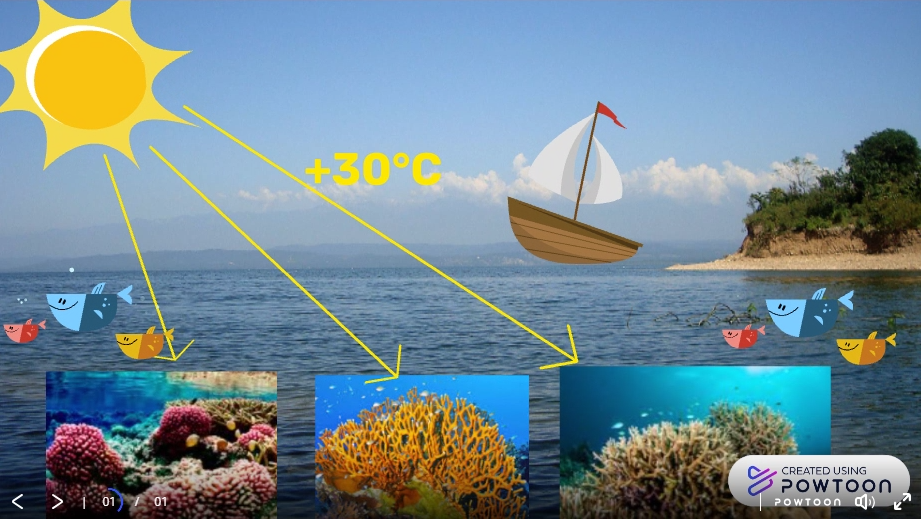 +30°C
CREATED USING
POWTOON
01 / 01
POWTOON